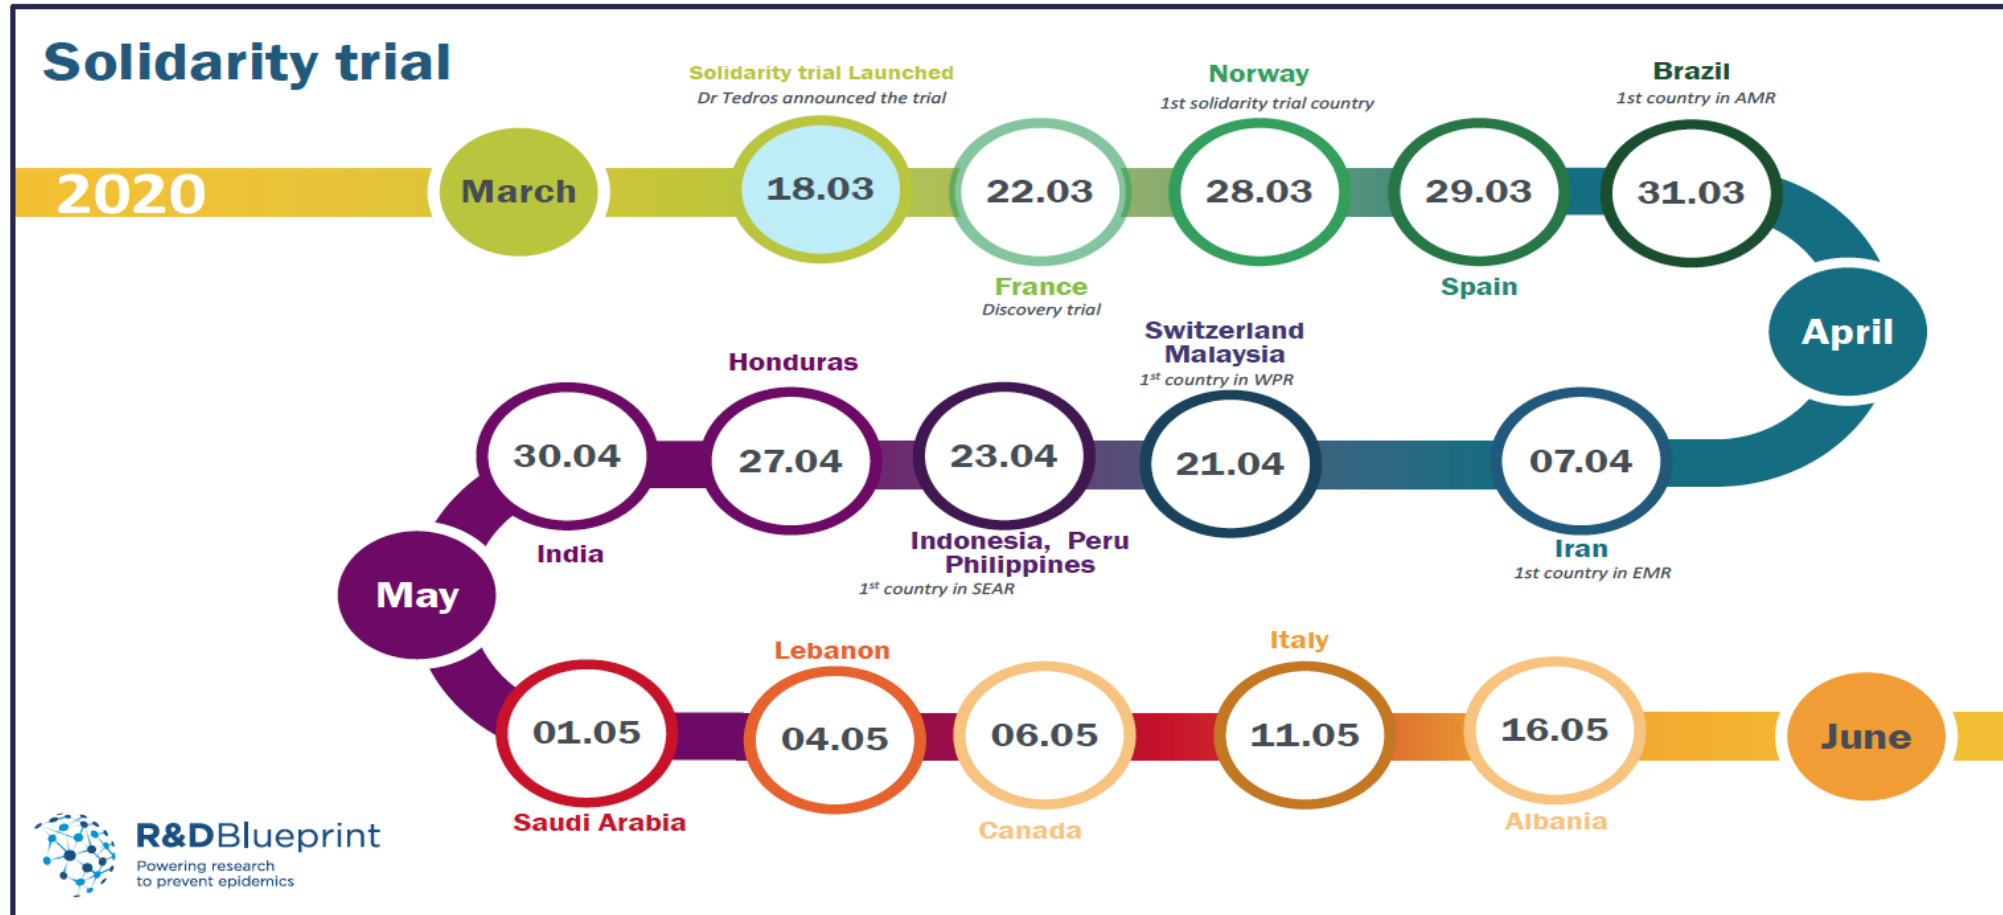 Solidarity trial
Solidarity trial Launched
Dr Tedros announced the trial
Norway
1st solidarity trial country
Brazil
1st country in AMR
2020
March
18.03
22.03
28.03
29.03
31.03
France
Discovery trial
Spain
April
Switzerland
Malaysia
1st country in WPR
Honduras
30.04
27.04
23.04
21.04
07.04
India
Indonesia, Peru
Philippines
1st country in SEAR
Iran
1st country in EMR
May
Lebanon
Italy
01.05
04.05
06.05
11.05
16.05
June
Saudi Arabia
Canada
Albania
R&DBlueprint
Powering research
to prevent epidemics